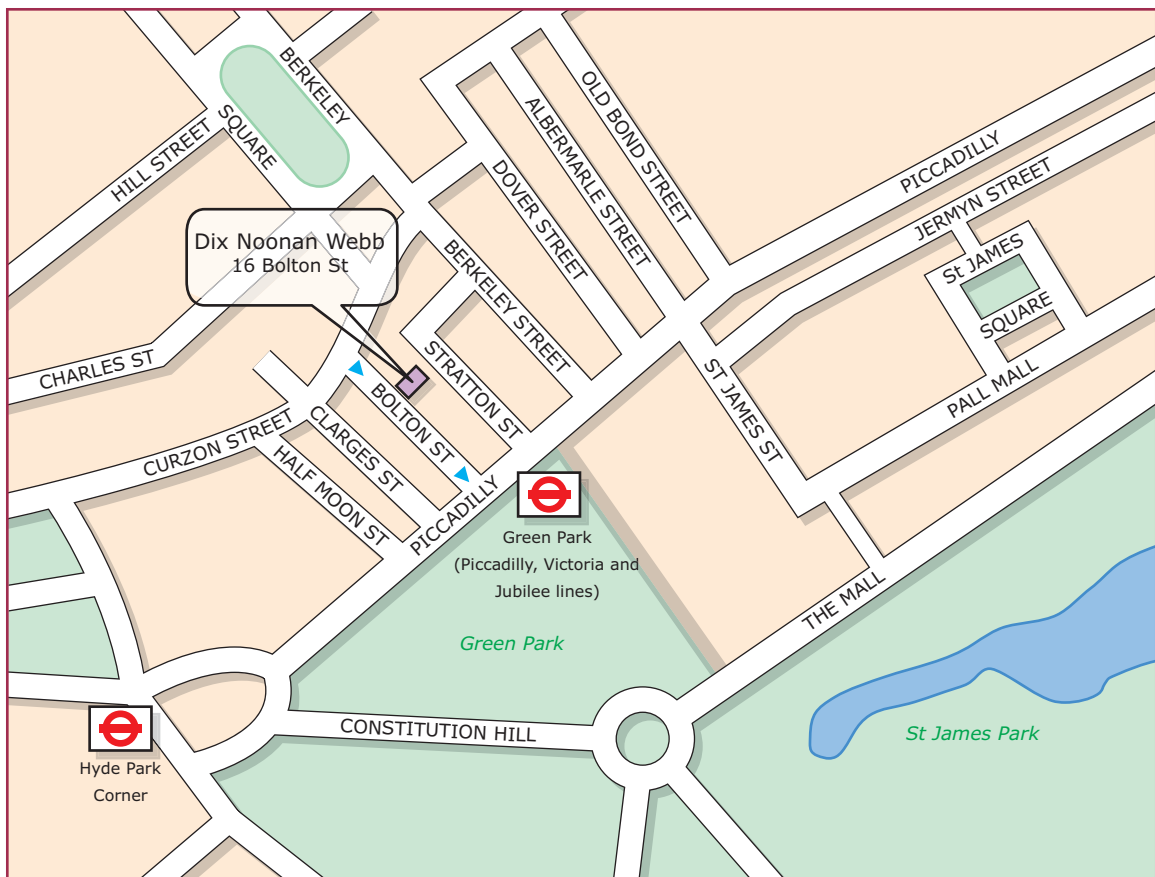 BERKELEY
SQUARE
HILL STREET
OLD BOND STREET
ALBERMARLE STREET
DOVER STREET
PICCADILLY
JERMYN STREET
Dix Noonan Webb
16 Bolton St
BERKELEY STREET
St JAMES
SQUARE
CHARLES ST
STRATTON ST
ST JAMES ST
PALL MALL
BOLTON ST
CLARGES ST
CURZON STREET
HALF MOON ST
PICCADILLY
Green Park
(Piccadilly, Victoria and
Jubilee lines)
THE MALL
Green Park
CONSTITUTION HILL
St James Park
Hyde Park
Corner